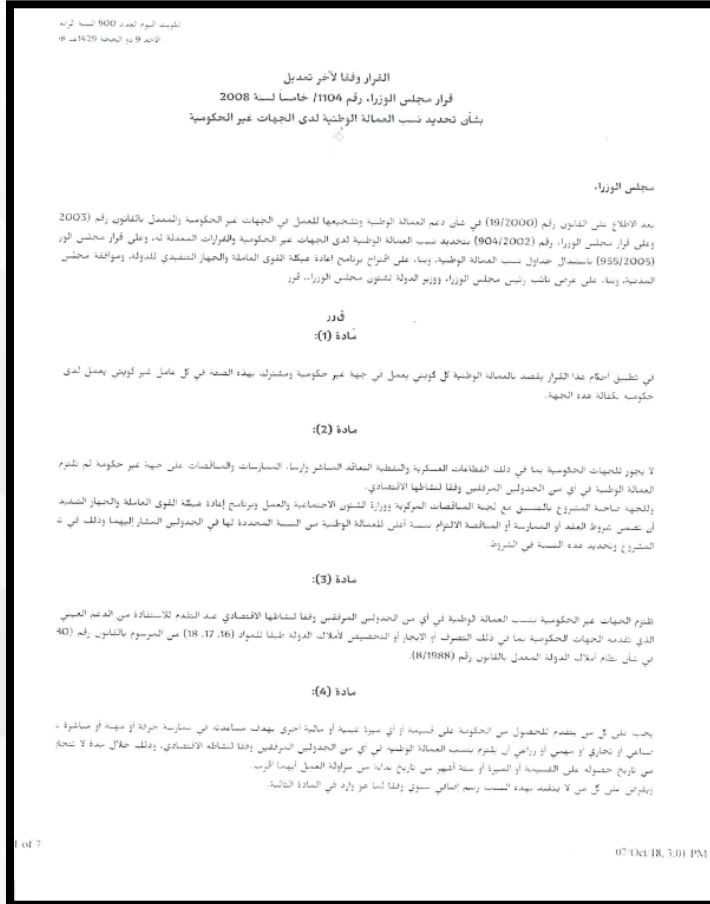 الكويت اليوم العدد 900 السنة الرابعة
الأحد 9 ذو الحجة 1429هـ
القرار وفقا لآخر تعديل
قرار مجلس الوزراء رقم 1104/ خامساً لسنة 2008
بشأن تحديد نسب العمالة الوطنية لدى الجهات غير الحكومية
مجلس الوزراء
بعد الاطلاع على القانون رقم (19/2000) في شأن دعم العمالة الوطنية وتشجيعها للعمل في الجهات غير الحكومية والمعدل بالقانون رقم (2003
وعلى قرار مجلس الوزراء رقم (904/2002) بتحديد نسب العمالة الوطنية لدى الجهات غير الحكومية والقرارات المعدلة له، وعلى قرار مجلس الور
(955/2005) باستبدال جداول نسب العمالة الوطنية، وبناء على اقتراح برنامج إعادة هيكلة القوى العاملة والجهاز التنفيذي للدولة، وموافقة مجلس
المدنية، وبناء على عرض نائب رئيس مجلس الوزراء ووزير الدولة لشئون مجلس الوزراء، قرر
قرر
مادة (1):
في تطبيق أحكام هذا القرار يقصد بالعمالة الوطنية كل كويتي يعمل في جهة غير حكومية ومشترك بهذه الصفة في كل عامل غير كويتي يعمل لدى
حكومية بكفالة هذه الجهة.
مادة (2):
لا يجوز للجهات الحكومية بما في ذلك القطاعات العسكرية والنفطية التعاقد المباشر وإرساء الممارسات والمناقصات على جهة غير حكومة لم تلتزم
العمالة الوطنية في أي من الجدولين المرفقين وفقا لنشاطها الاقتصادي.
وللجهة صاحبة المشروع بالتنسيق مع لجنة المناقصات المركزية ووزارة الشئون الاجتماعية والعمل وبرنامج إعادة هيكلة القوى العاملة والجهاز التنفيذ
أن تضمن شروط العقد أو الممارسة أو المناقصة الالتزام بنسبة أعلى للعمالة الوطنية من النسبة المحددة لها في الجدولين المشار إليهما وذلك في
المشروع وتحديد هذه النسبة في الشروط.
مادة (3):
تلتزم الجهات غير الحكومية بنسب العمالة الوطنية في أي من الجدولين المرفقين وفقا لنشاطها الاقتصادي عند التقدم للاستفادة من الدعم العيني
الذي تقدمه الجهات الحكومية بما في ذلك التصرف أو الايجار أو التخصيص لأملاك الدولة طبقا للمواد (16، 17، 18) من المرسوم بالقانون رقم
في شأن نظام أملاك الدولة المعدل بالقانون رقم (8/1988).
مادة (4):
يجب على كل من يتقدم للحصول من الحكومة على قسيمة أو أي ميزة عينية أو مالية أخرى بهدف مساعدته في ممارسة حرفة أو مهنة أو مباشرة
صناعي أو تجاري أو مهني أو زراعي أن يلتزم بنسب العمالة الوطنية في أي من الجدولين المرفقين وفقا لنشاطه الاقتصادي، وذلك خلال مدة لا تتجاو
من تاريخ حصوله على القسيمة أو الميزة أو ستة أشهر من تاريخ بداية من مزاولة العمل أيهما أقرب.
ويفرض على كل من لا يتقيد بهذه النسب رسم إضافي سنوي وفقا لما هو وارد في المادة التالية.
1 of 7
07/Oct/18, 3:01 PM